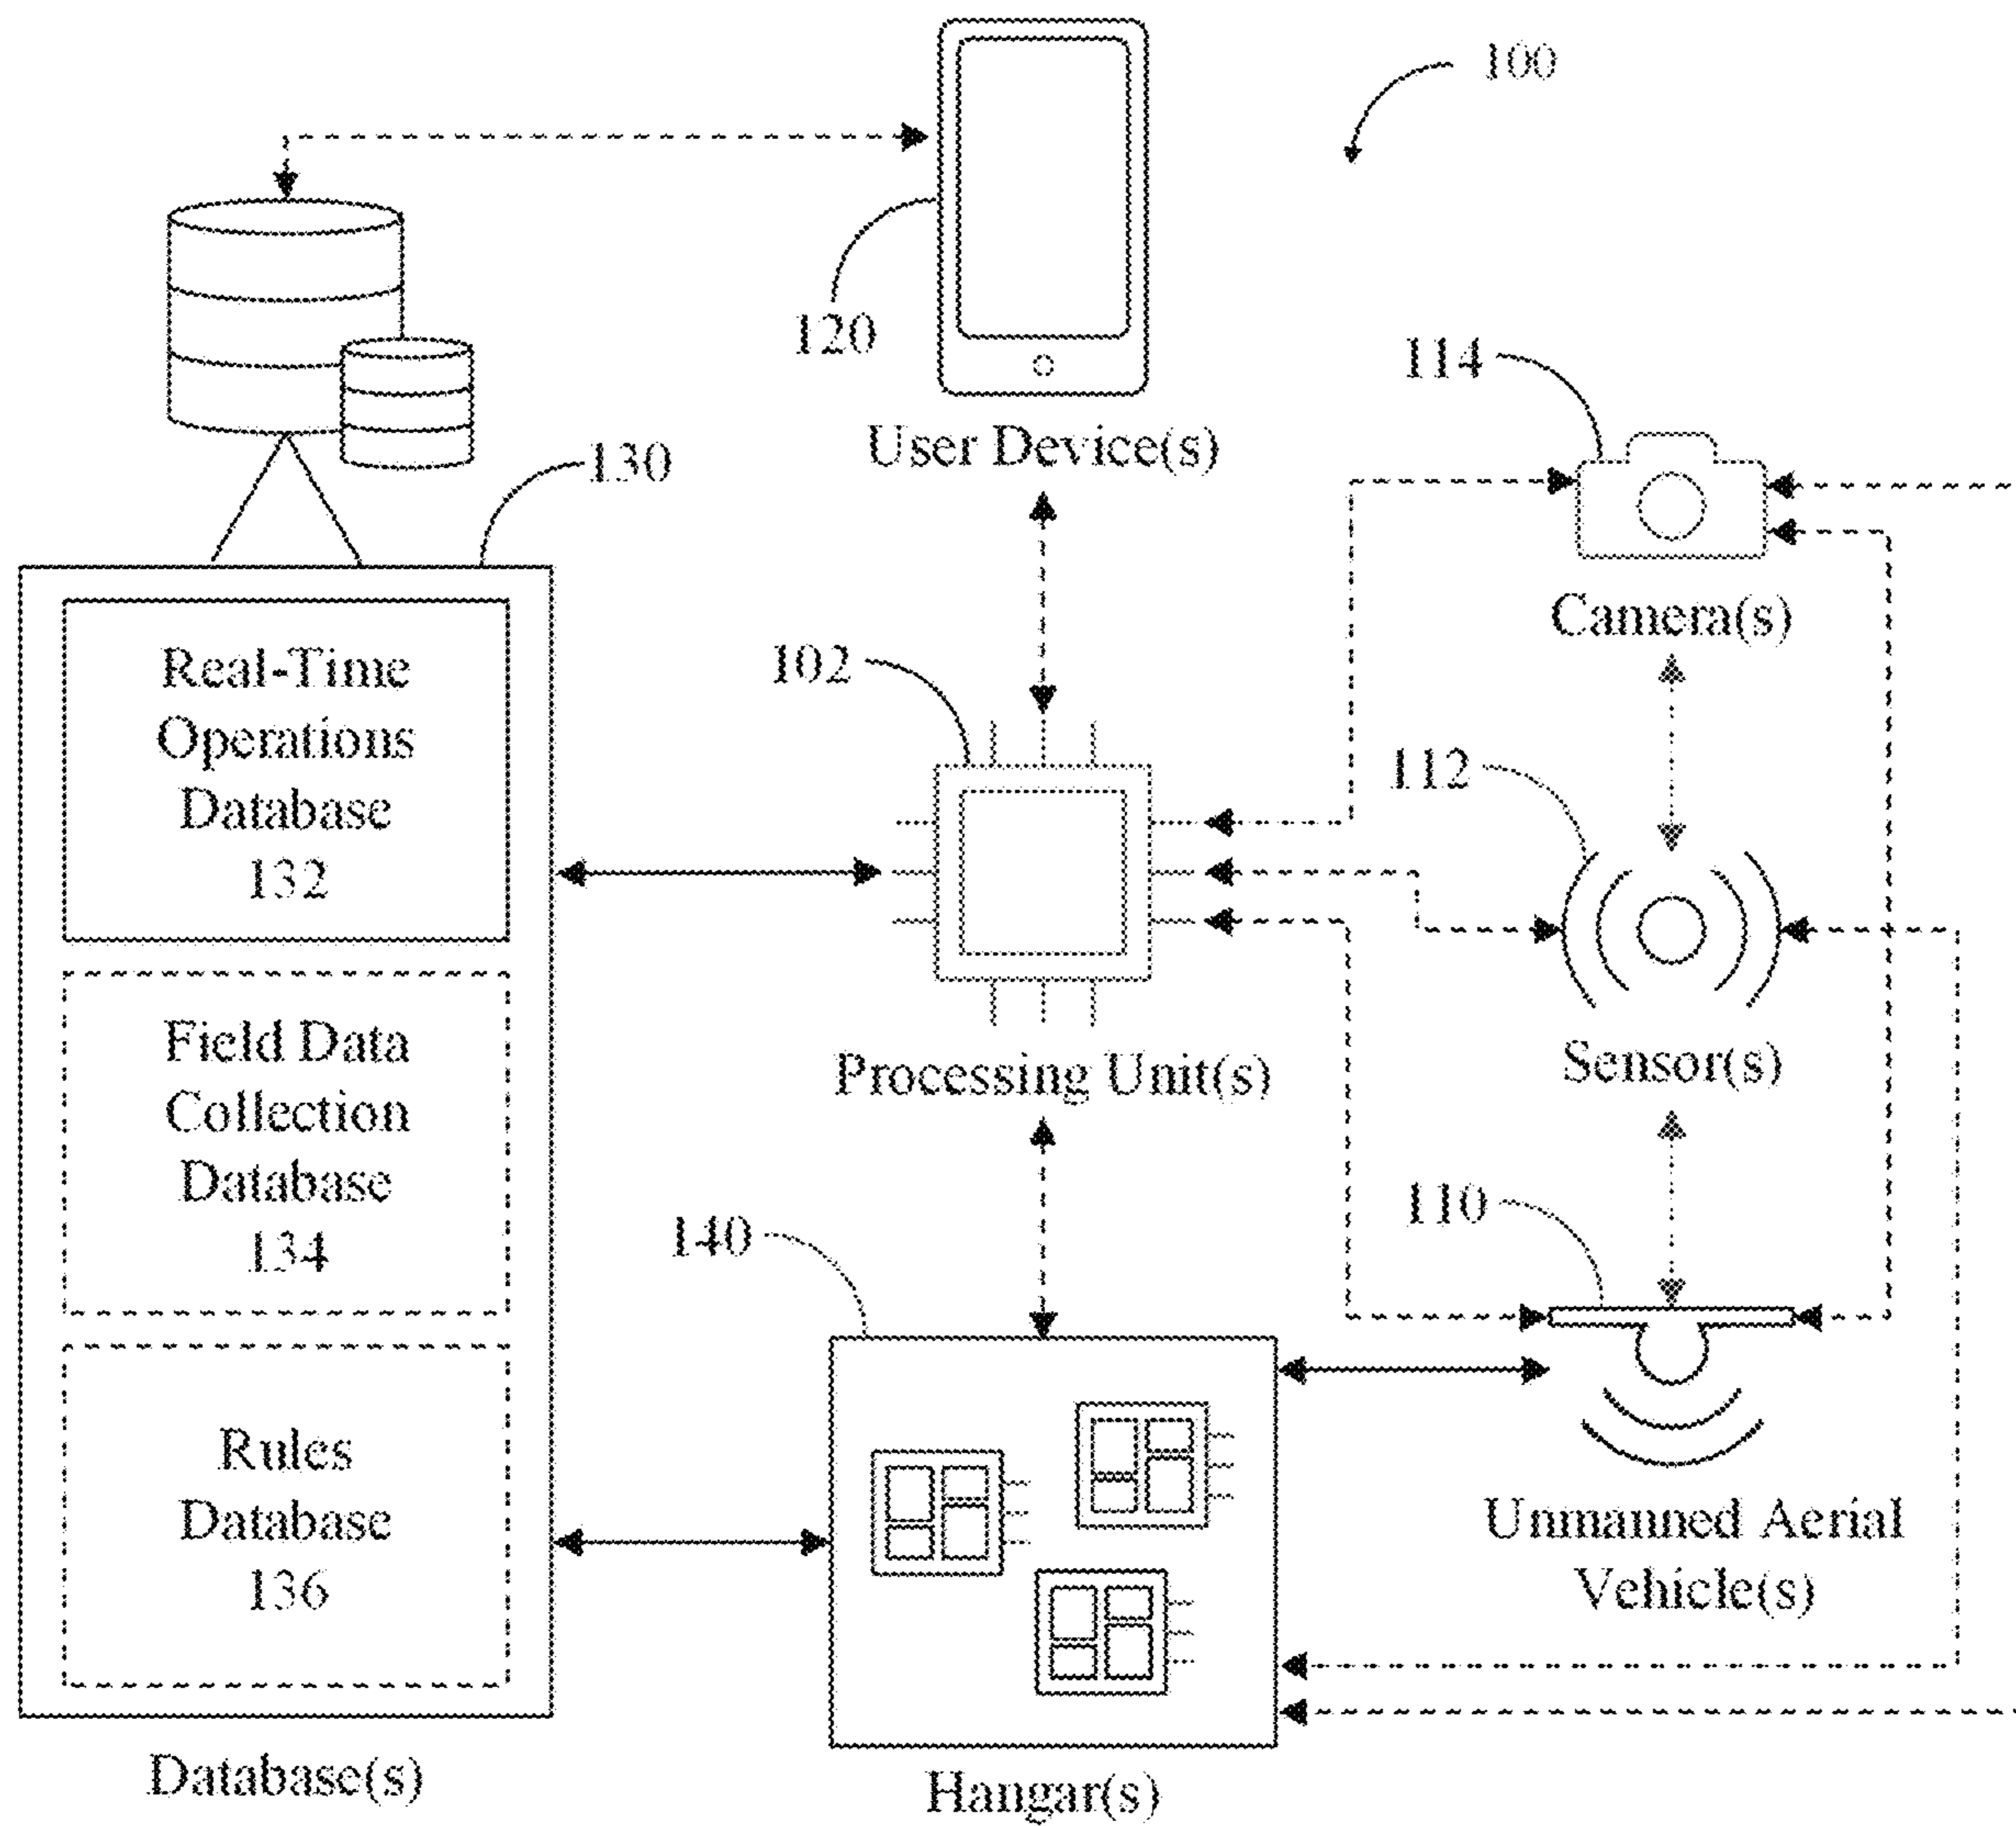 100
120
User Device(s)
114
Camera(s)
130
Real-Time
Operations
Database
132
102
112
Processing Unit(s)
Sensor(s)
Field Data
Collection
Database
134
140
110
Unmanned Aerial
Vehicle(s)
Rules
Database
136
Database(s)
Hangar(s)